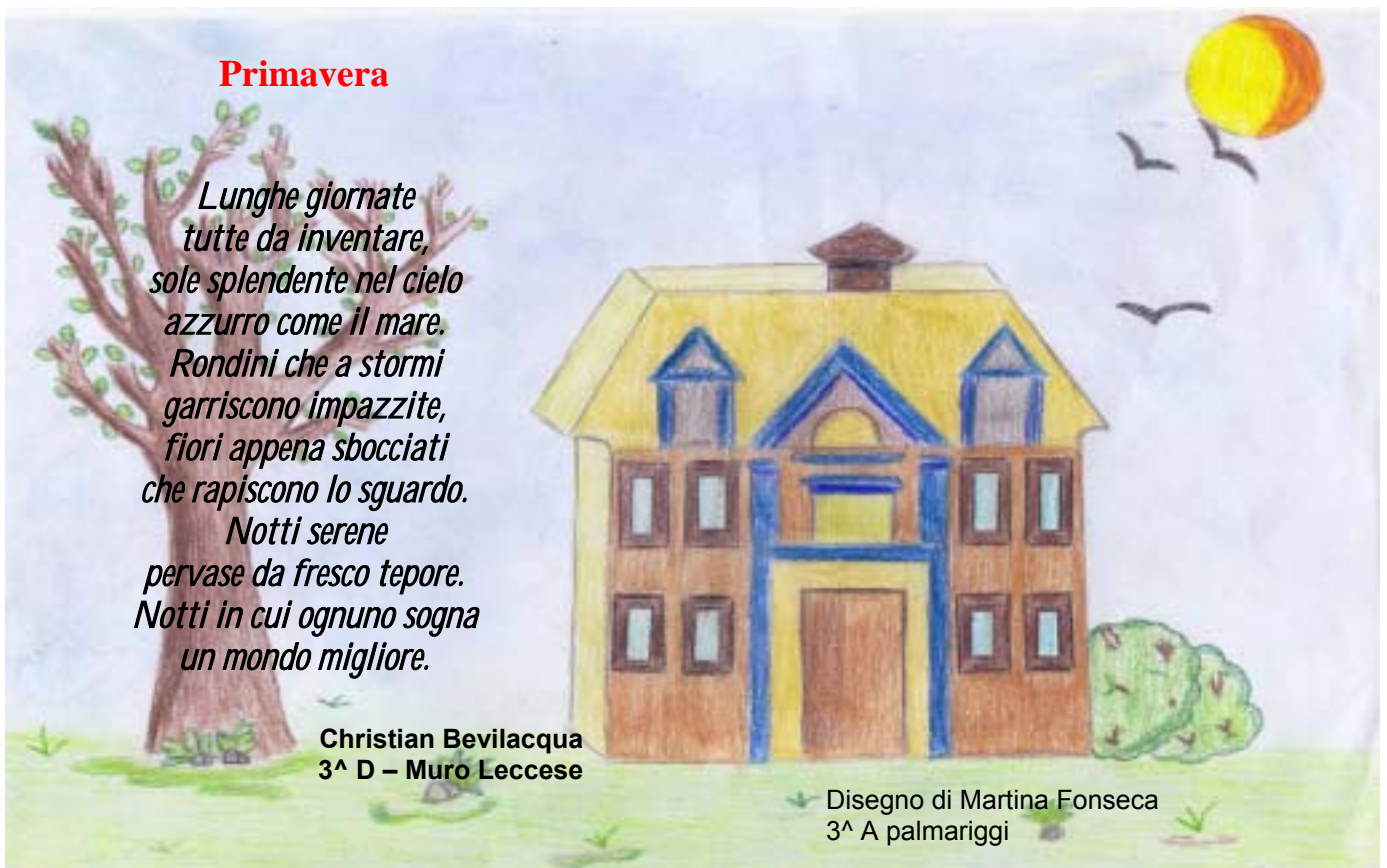 Primavera
Lunghe giornate
tutte da inventare,
sole splendente nel cielo
azzurro come il mare.
Rondini che a stormi
garriscono impazzite,
fiori appena sbocciati
che rapiscono lo sguardo.
Notti serene
pervase da fresco tepore.
Notti in cui ognuno sogna
un mondo migliore.
Christian Bevilacqua
3^ D – Muro Leccese
Disegno di Martina Fonseca
3^ A palmariggi